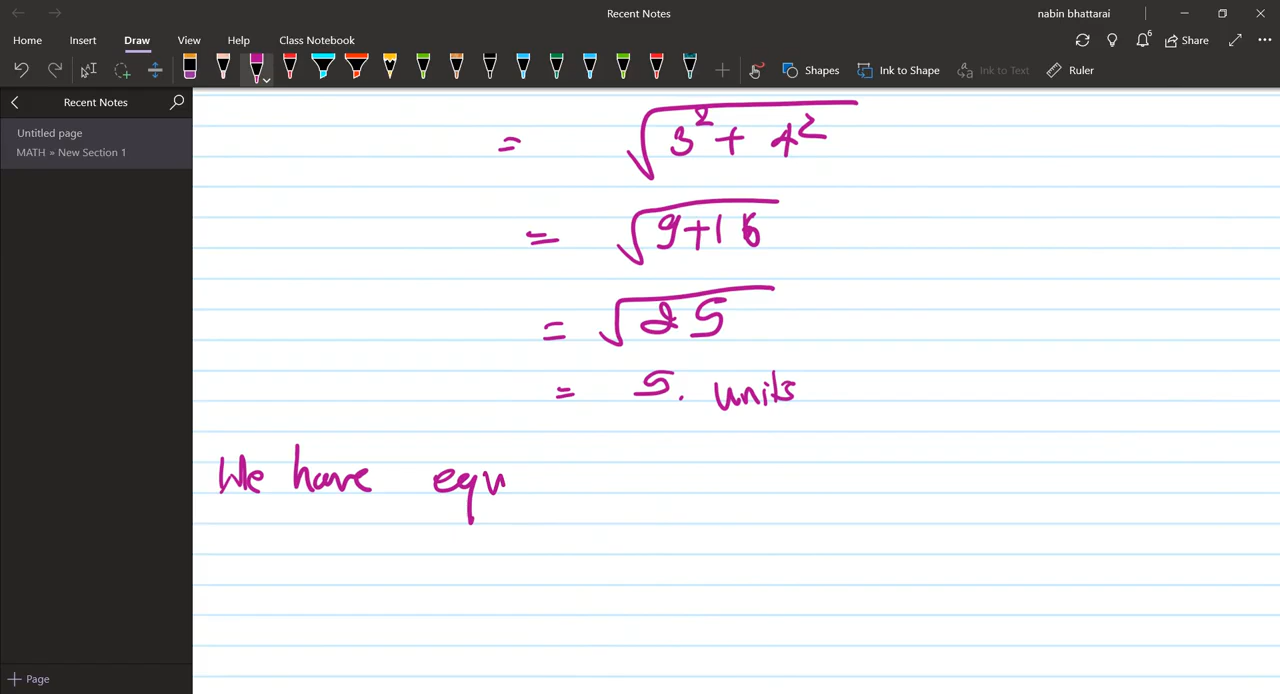 Recent Notes
nabin bhattarai
Home Insert Draw View Help Class Notebook
6
Share
Shapes Ink to Shape Ink to Text Ruler
Recent Notes
Untitled page
MATH » New Section 1
= √3² + 4²
= √9+16
= √25
= 5. units
We have equ
Page